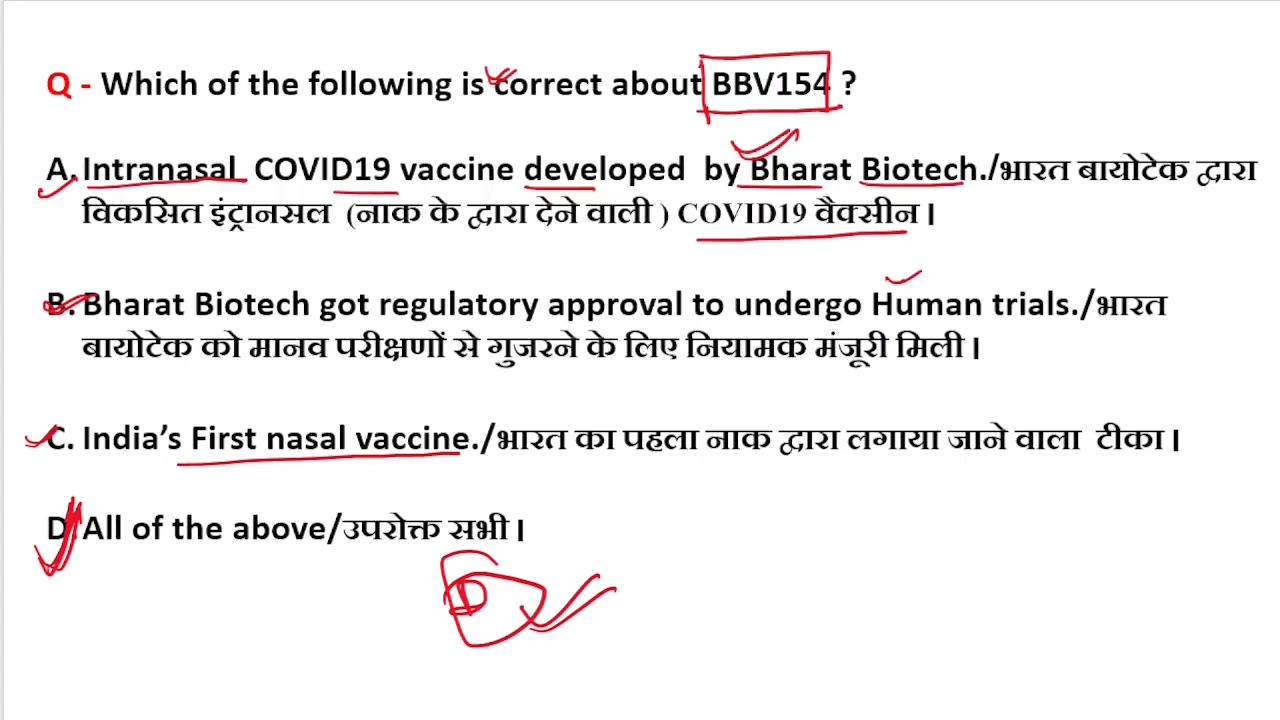 Q - Which of the following is correct about BBV154 ?
A. Intranasal COVID19 vaccine developed by Bharat Biotech./भारत बायोटेक द्वारा
विकसित इंट्रानसल (नाक के द्वारा देने वाली ) COVID19 वैक्सीन ।
B. Bharat Biotech got regulatory approval to undergo Human trials./भारत
बायोटेक को मानव परीक्षणों से गुजरने के लिए नियामक मंजूरी मिली ।
C. India's First nasal vaccine./भारत का पहला नाक द्वारा लगाया जाने वाला टीका ।
D. All of the above/उपरोक्त सभी ।
D